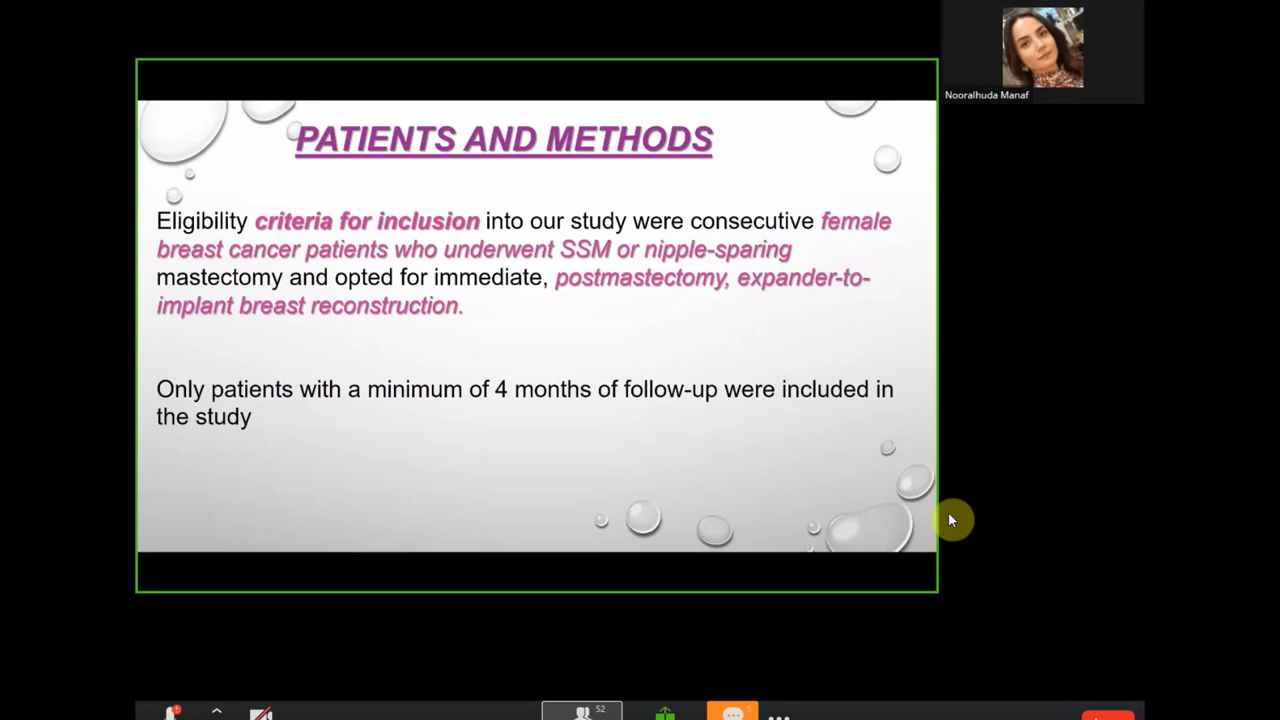 Nooralhuda Manaf
PATIENTS AND METHODS
Eligibility criteria for inclusion into our study were consecutive female
breast cancer patients who underwent SSM or nipple-sparing
mastectomy and opted for immediate, postmastectomy, expander-to-
implant breast reconstruction.
Only patients with a minimum of 4 months of follow-up were included in
the study
52
1